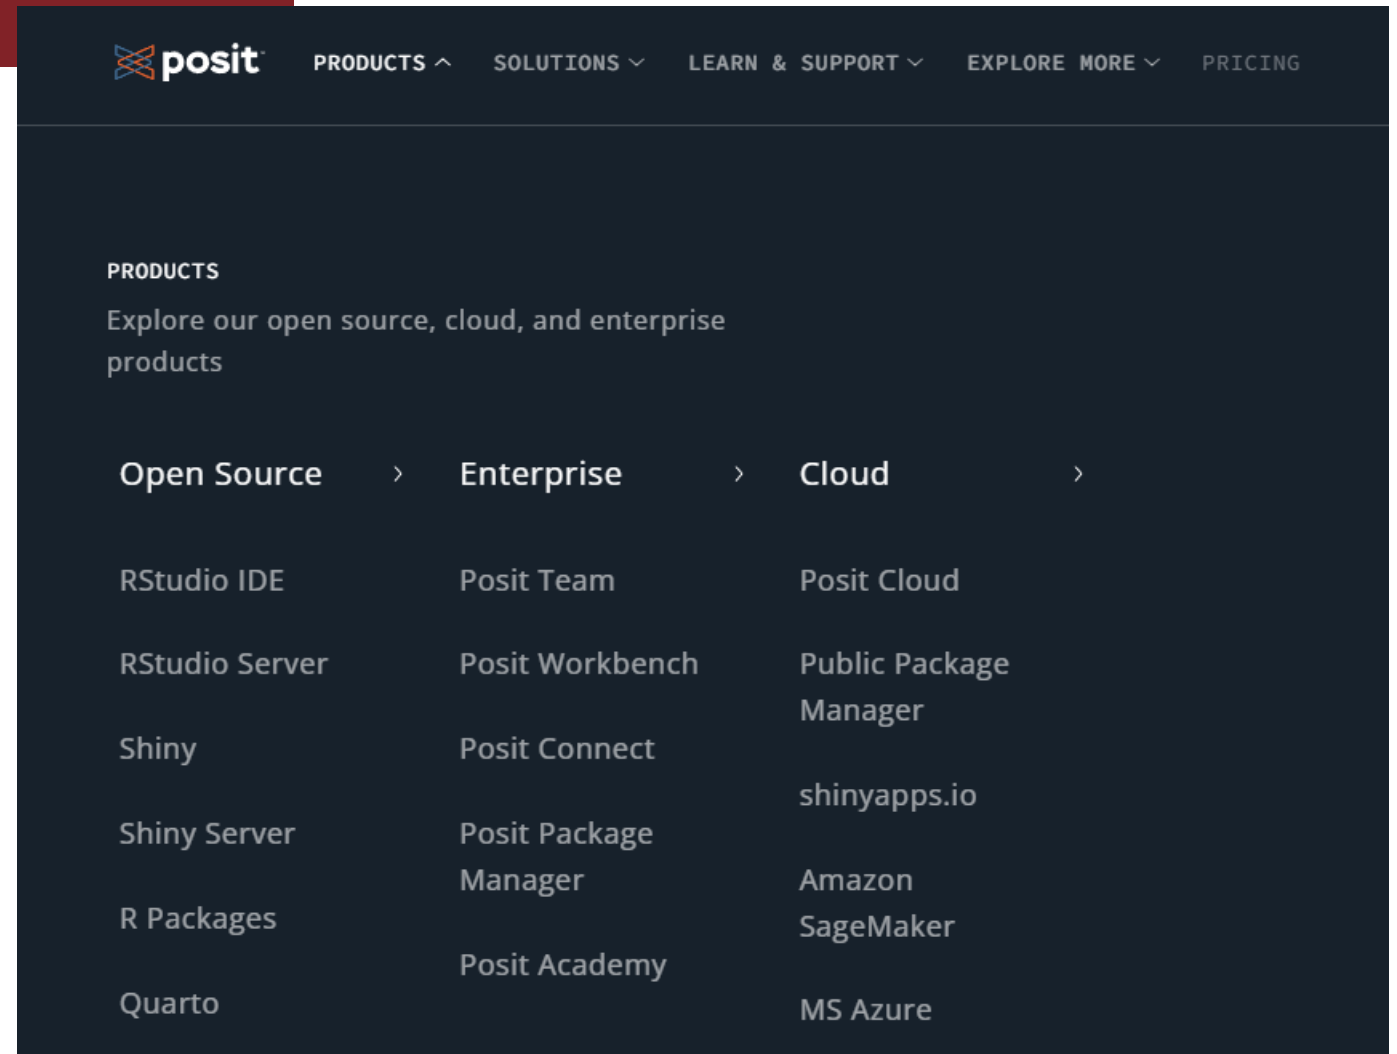 posit PRODUCTS SOLUTIONS LEARN & SUPPORT EXPLORE MORE PRICING
PRODUCTS
Explore our open source, cloud, and enterprise
products
Open Source
RStudio IDE
RStudio Server
Shiny
Shiny Server
R Packages
Quarto
Enterprise
Posit Team
Posit Workbench
Posit Connect
Posit Package
Manager
Posit Academy
Cloud
Posit Cloud
Public Package
Manager
shinyapps.io
Amazon
SageMaker
MS Azure